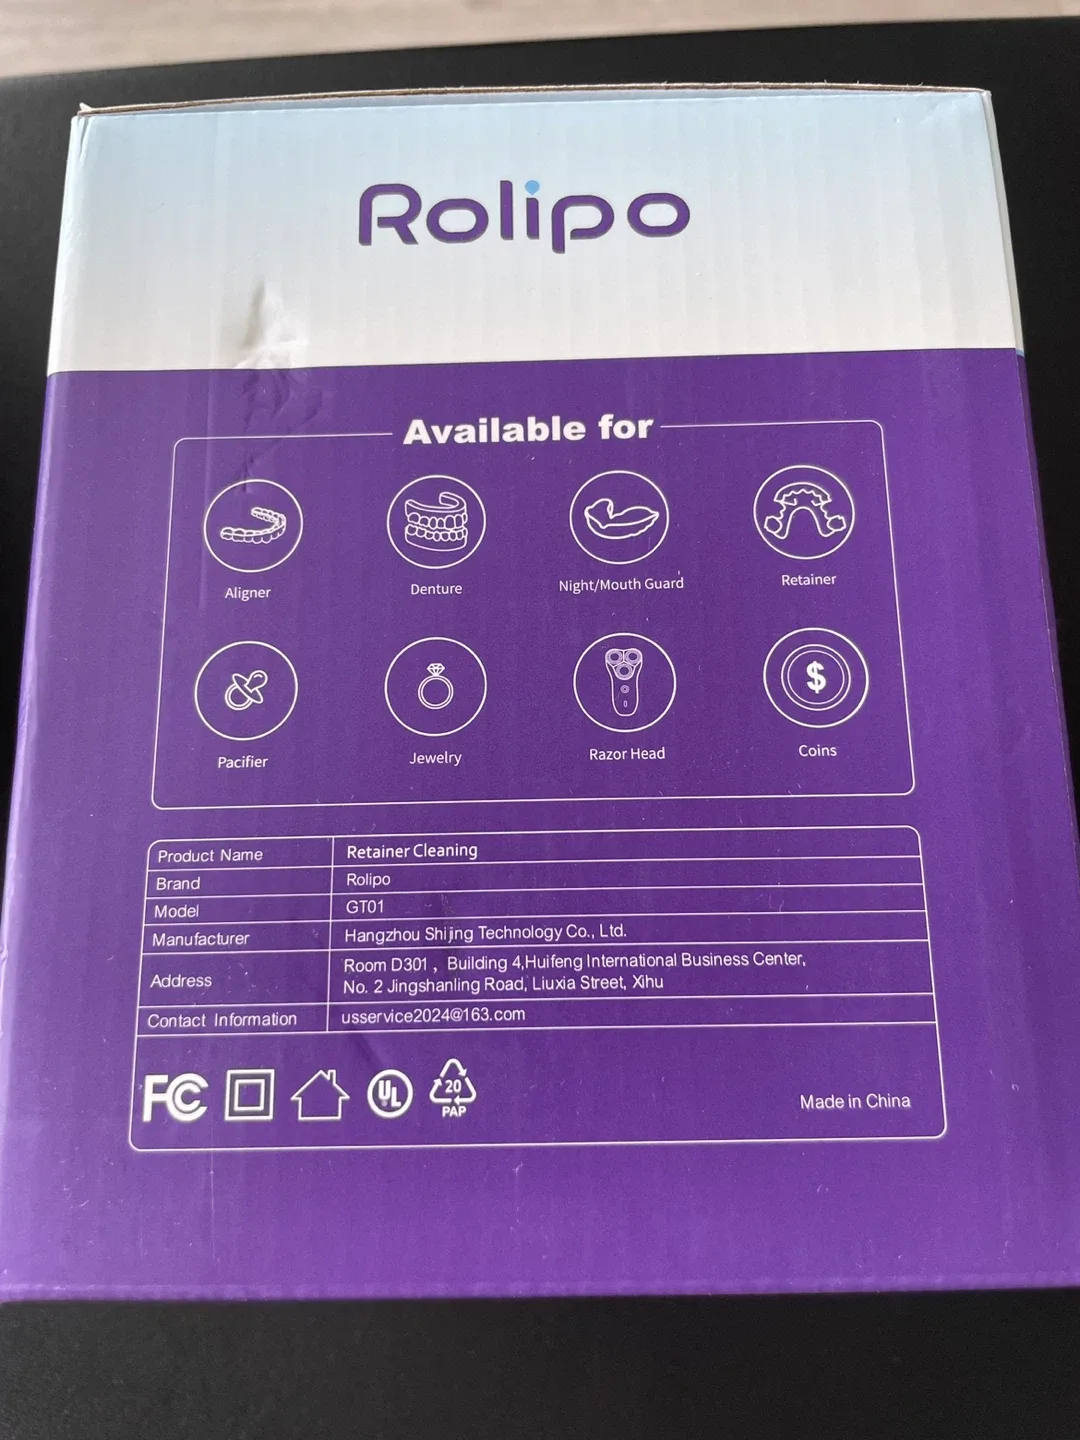 Rolipo
Available for
Aligner
Denture
Night/Mouth Guard
Retainer
$
Pacifier
Jewelry
Razor Head
Coins
Product Name Retainer Cleaning
Brand Rolipo
Model GT01
Manufacturer Hangzhou Shijing Technology Co., Ltd.
Address Room D301 , Building 4,Huifeng International Business Center,
No. 2 Jingshanling Road, Liuxia Street, Xihu
Contact Information usservice2024@163.com
FC
UL
20
PAP
Made in China